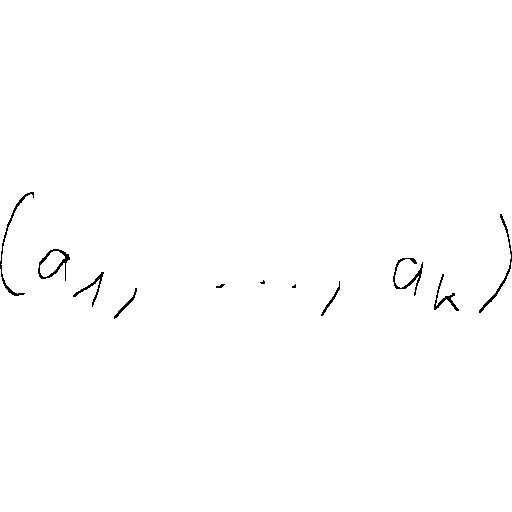 (a₁, ..., aₖ)